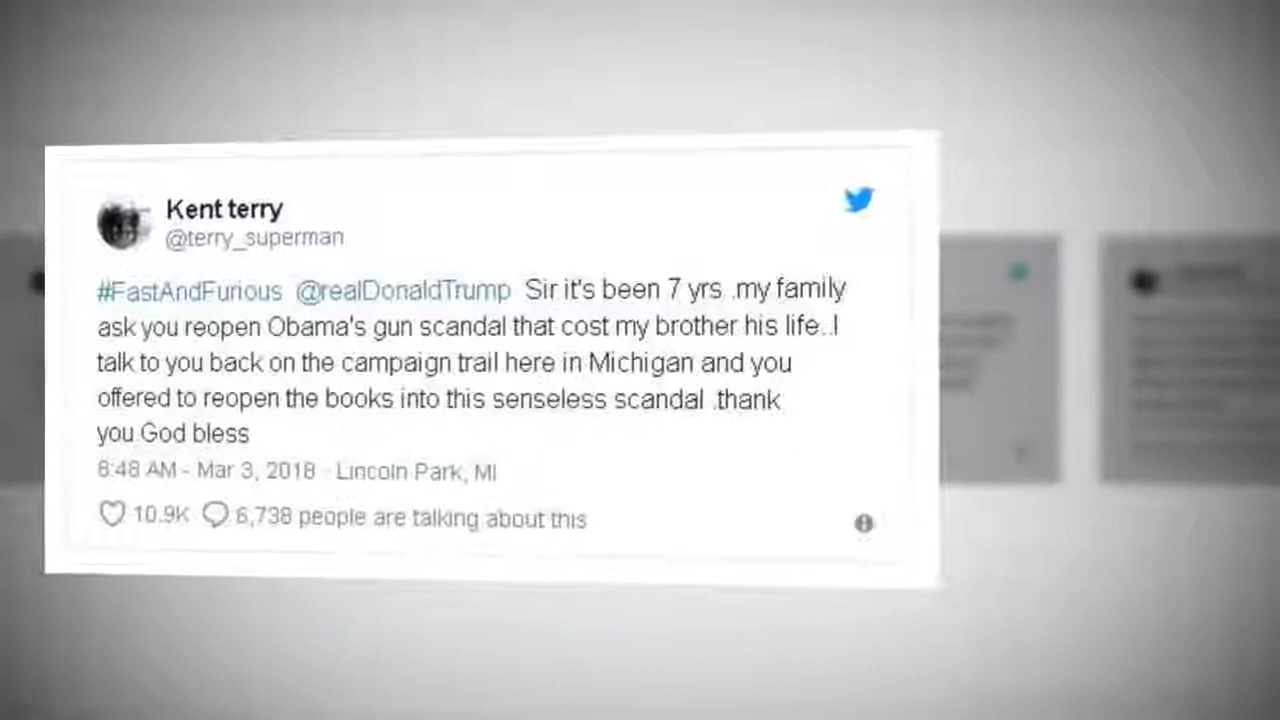 Kent terry
@terry_superman
#FastAndFurious @realDonaldTrump Sir it's been 7 yrs .my family
ask you reopen Obama's gun scandal that cost my brother his life..I
talk to you back on the campaign trail here in Michigan and you
offered to reopen the books into this senseless scandal .thank
you.God bless
8:48 AM - Mar 3, 2018 · Lincoln Park, MI
10.9K 6,738 people are talking about this